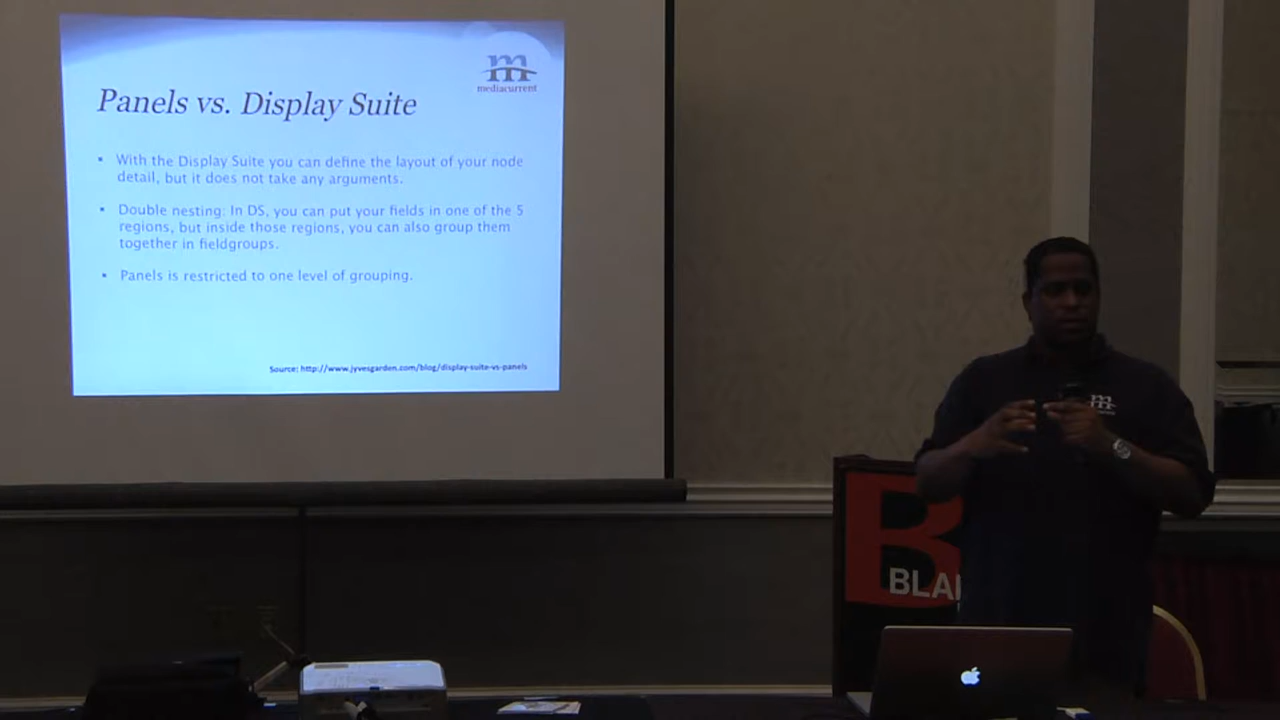 m
mediacurrent
Panels vs. Display Suite
With the Display Suite you can define the layout of your node
detail, but it does not take any arguments.
Double nesting: In DS, you can put your fields in one of the 5
regions, but inside those regions, you can also group them
together in fieldgroups.
Panels is restricted to one level of grouping.
Source: http://www.jyvesgarden.com/blog/display-suite-vs-panels
m
B
BLAI